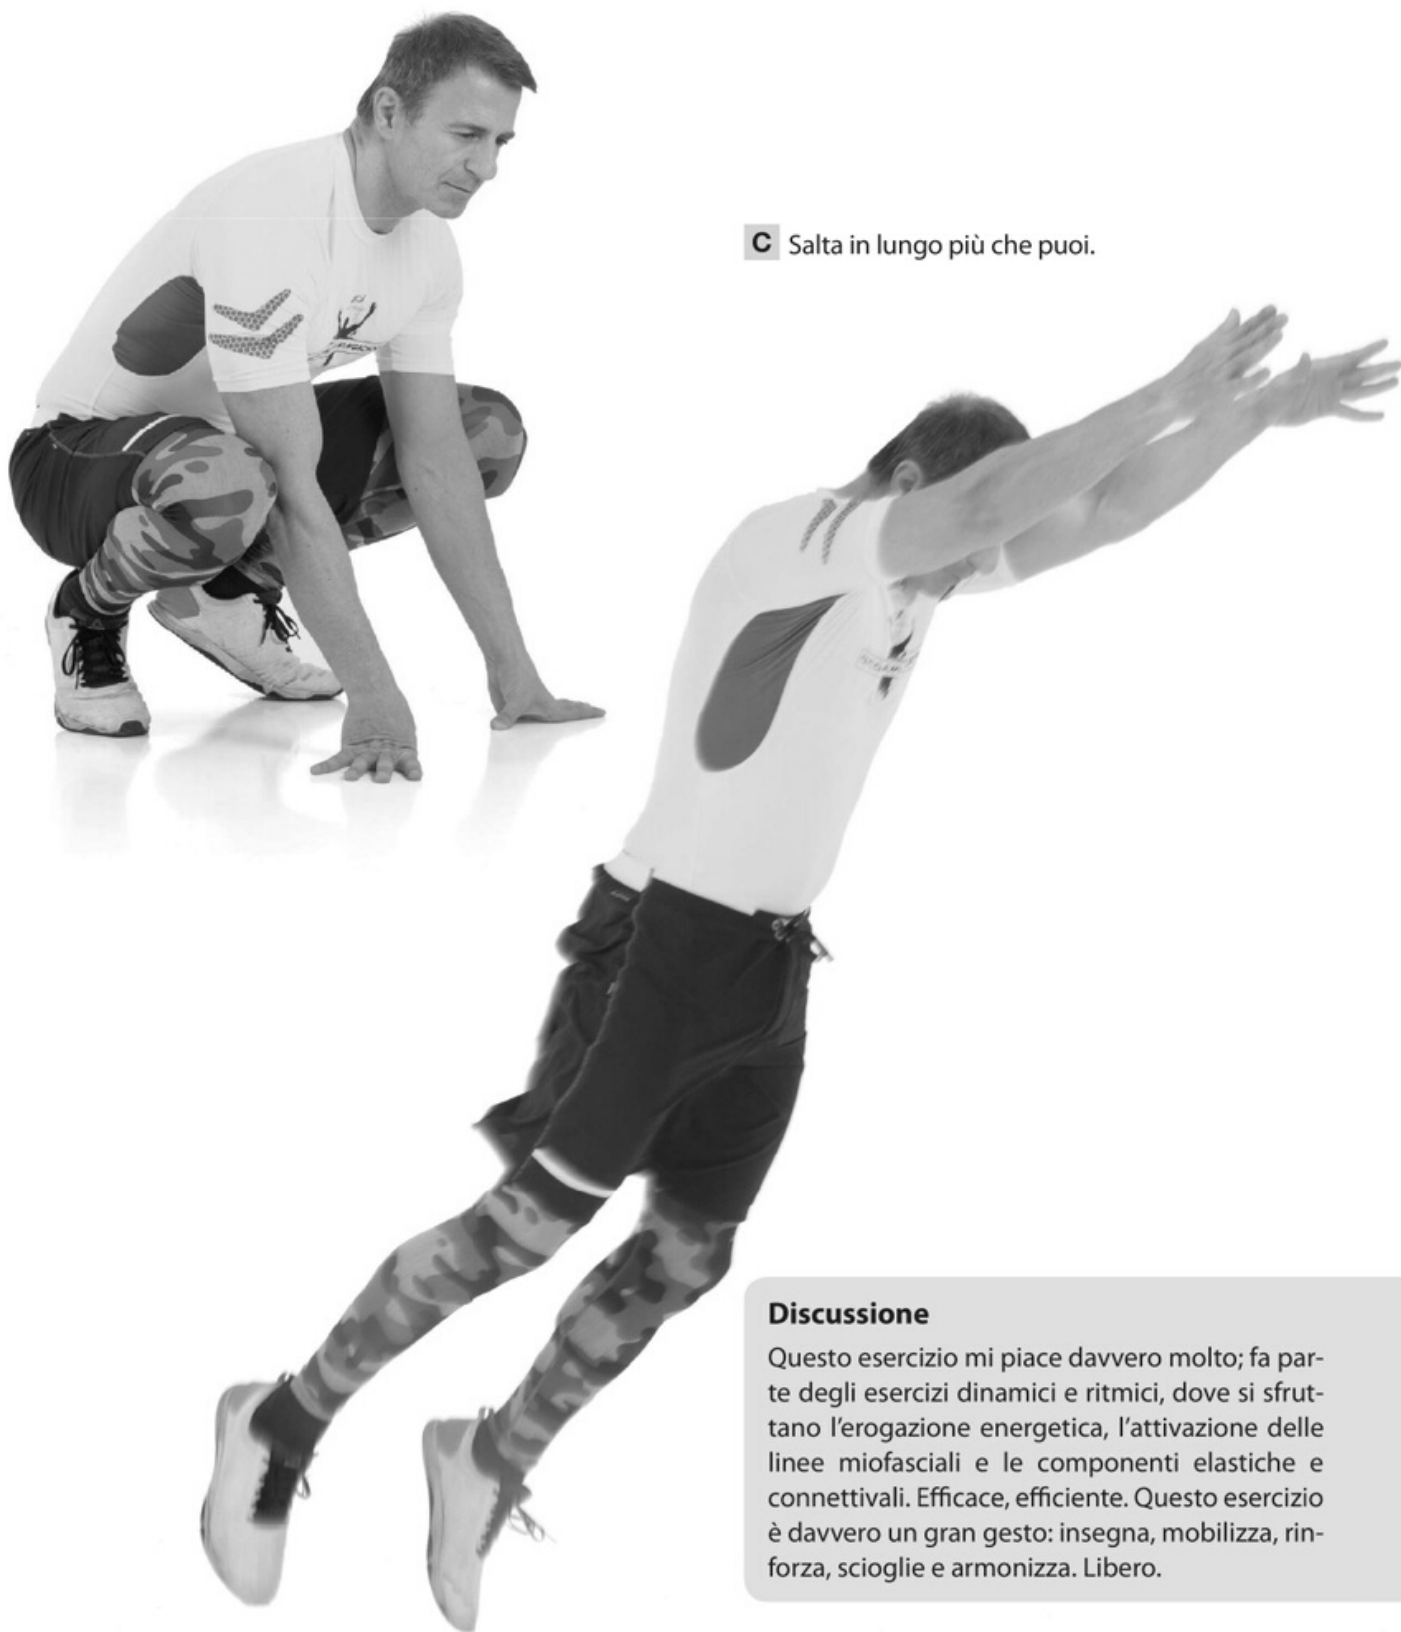 C Salta in lungo più che puoi.
Discussione
Questo esercizio mi piace davvero molto; fa par-
te degli esercizi dinamici e ritmici, dove si sfrut-
tano l'erogazione energetica, l'attivazione delle
linee miofasciali e le componenti elastiche e
connettivali. Efficace, efficiente. Questo esercizio
è davvero un gran gesto: insegna, mobilizza, rin-
forza, scioglie e armonizza. Libero.